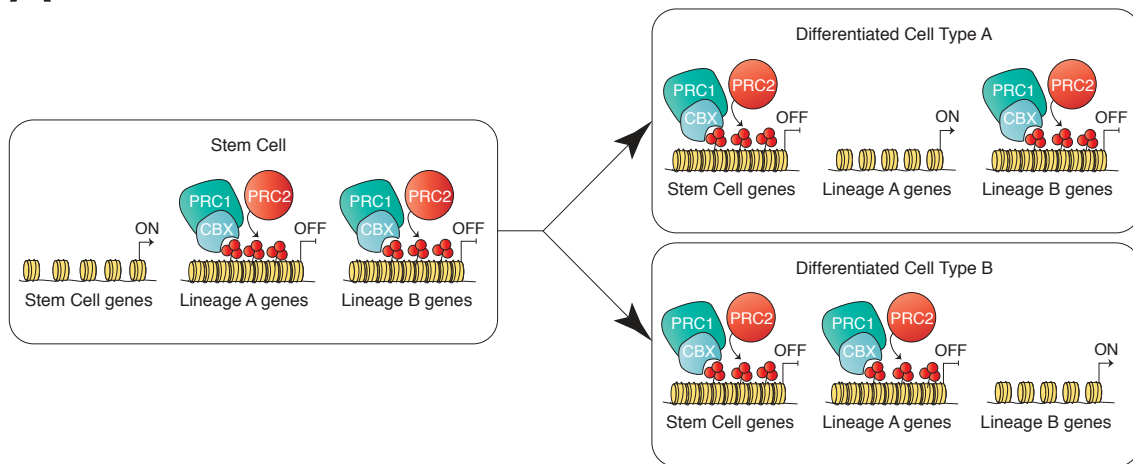 Stem Cell
ON
Stem Cell genes
PRC1
CBX
PRC2
OFF
Lineage A genes
PRC1
CBX
PRC2
OFF
Lineage B genes
Differentiated Cell Type A
PRC1
CBX
PRC2
OFF
Stem Cell genes
ON
Lineage A genes
PRC1
CBX
PRC2
OFF
Lineage B genes
Differentiated Cell Type B
PRC1
CBX
PRC2
OFF
Stem Cell genes
PRC1
CBX
PRC2
OFF
Lineage A genes
ON
Lineage B genes